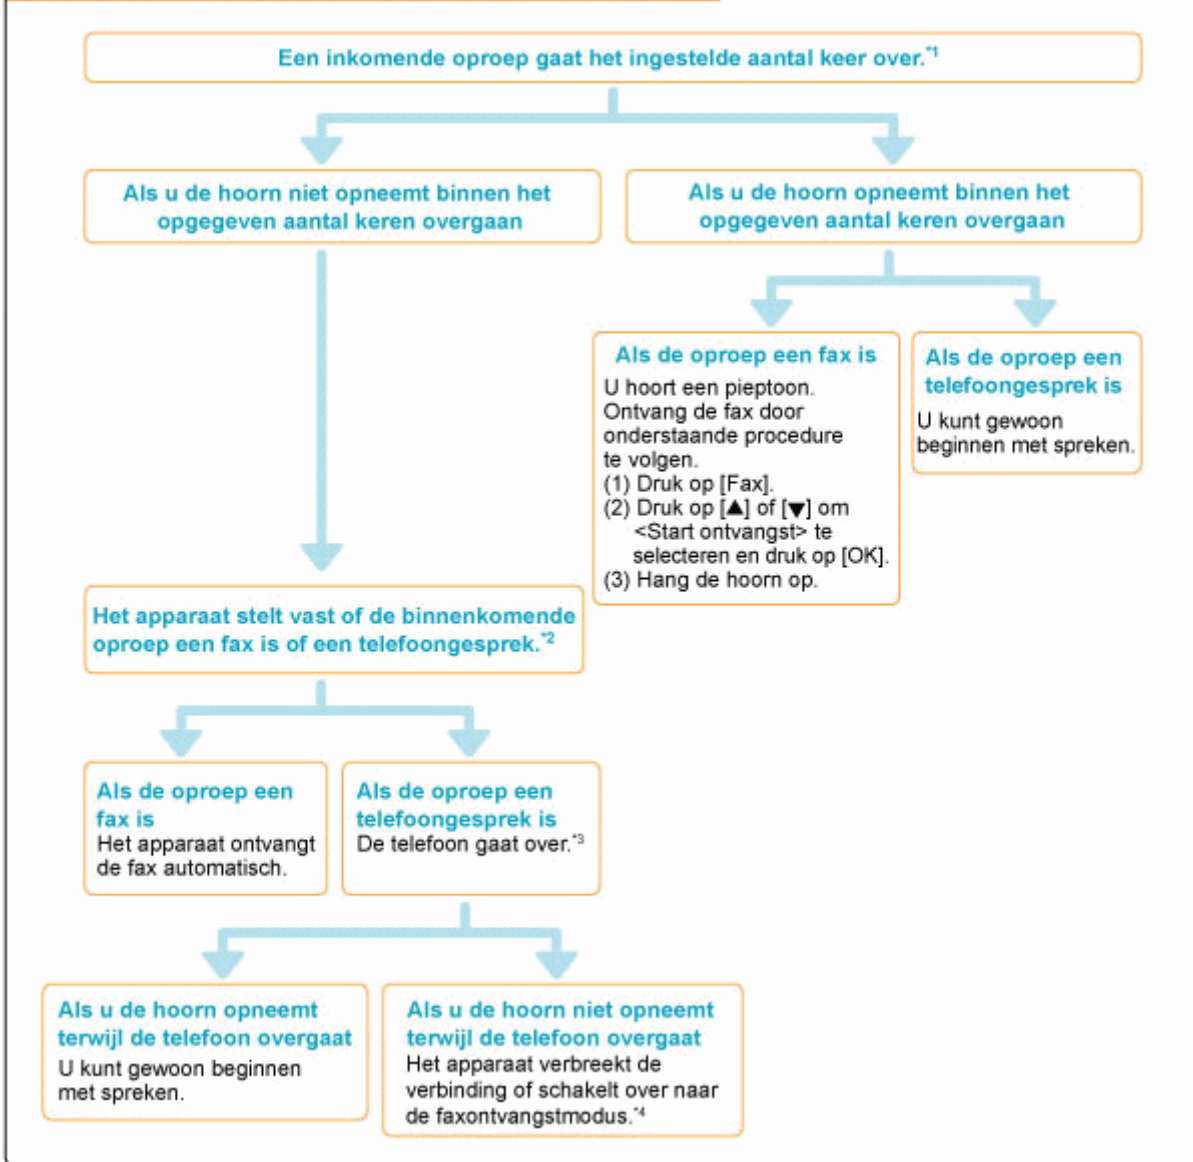 Een inkomende oproep gaat het ingestelde aantal keer over.*1
Als u de hoorn niet opneemt binnen het
opgegeven aantal keren overgaan
Als u de hoorn opneemt binnen het
opgegeven aantal keren overgaan
Als de oproep een fax is
U hoort een pieptoon.
Ontvang de fax door
onderstaande procedure
te volgen.
(1) Druk op [Fax].
(2) Druk op [▲] of [▼] om
<Start ontvangst> te
selecteren en druk op [OK].
(3) Hang de hoorn op.
Als de oproep een
telefoongesprek is
U kunt gewoon
beginnen met spreken.
Het apparaat stelt vast of de binnenkomende
oproep een fax is of een telefoongesprek.*2
Als de oproep een
fax is
Het apparaat ontvangt
de fax automatisch.
Als de oproep een
telefoongesprek is
De telefoon gaat over.*3
Als u de hoorn opneemt
terwijl de telefoon overgaat
U kunt gewoon beginnen
met spreken.
Als u de hoorn niet opneemt
terwijl de telefoon overgaat
Het apparaat verbreekt de
verbinding of schakelt over naar
de faxontvangstmodus.*4